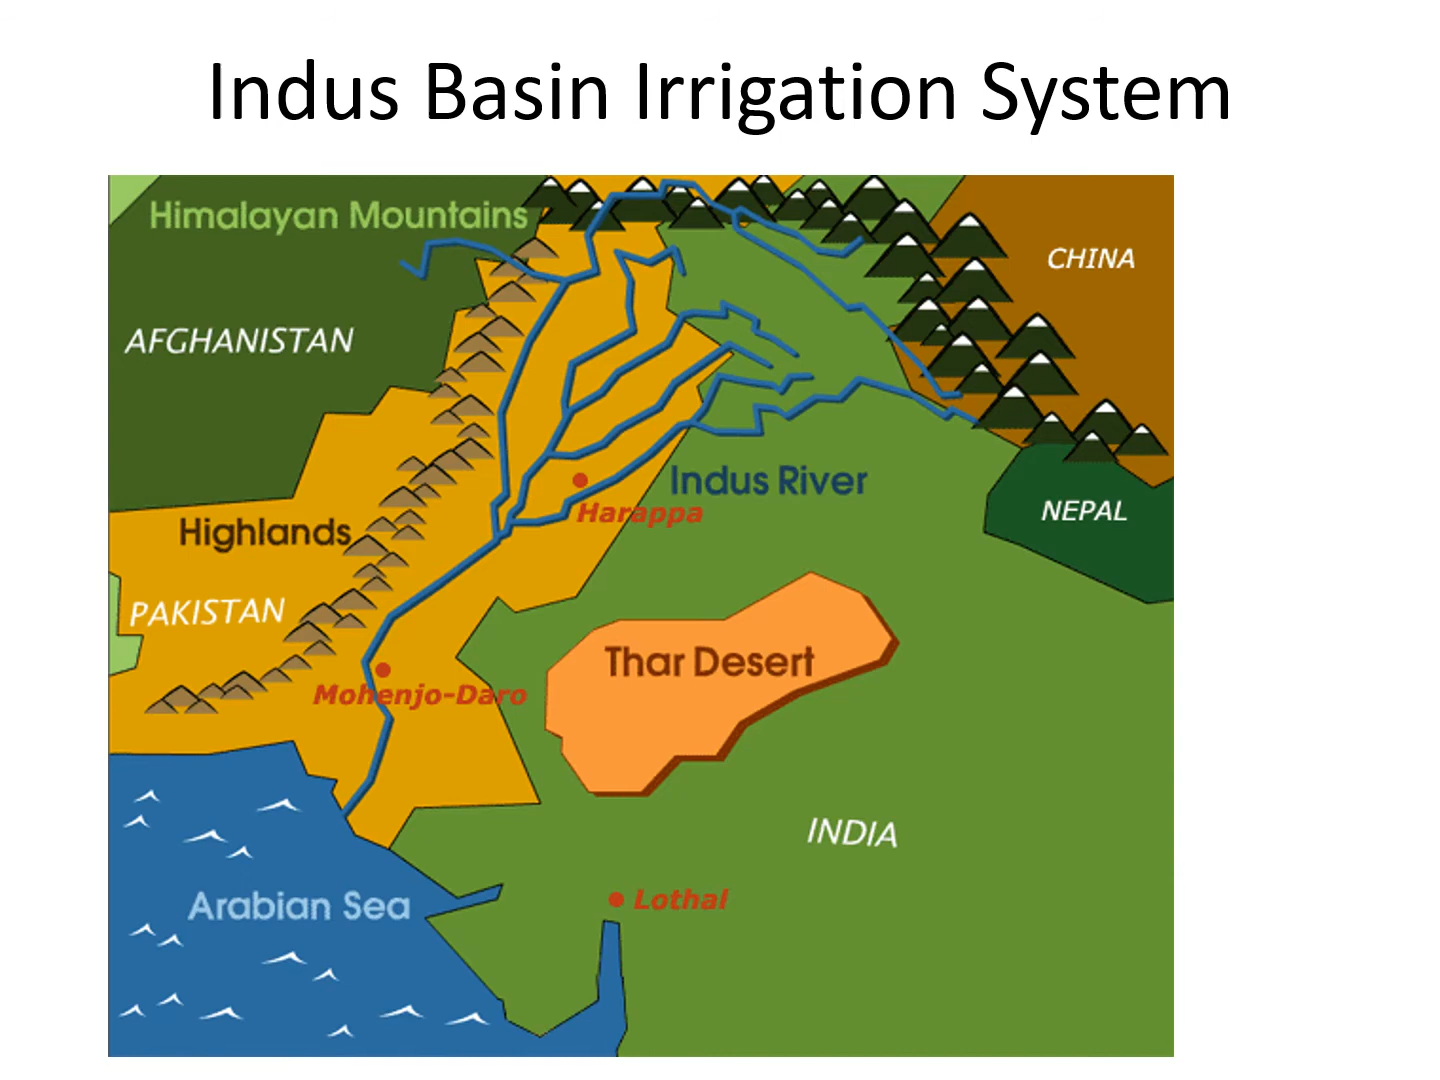 Indus Basin Irrigation System
Himalayan Mountains
CHINA
AFGHANISTAN
Indus River
Harappa
NEPAL
Highlands
PAKISTAN
Thar Desert
Mohenjo-Daro
INDIA
Lothal
Arabian Sea